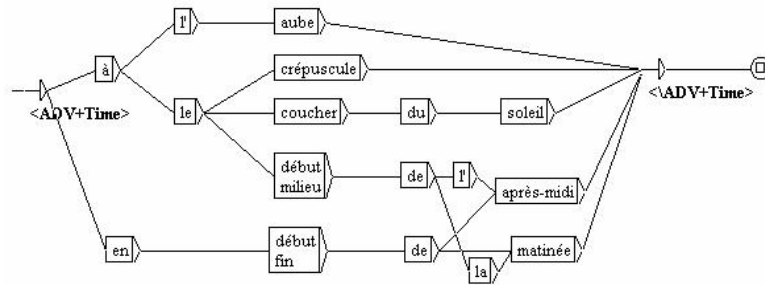 l' aube
à
crépuscule
<ADV+Time>
<\ADV+Time>
le coucher du soleil
début
milieu
de l'
après-midi
en
début
fin
de
matinée
la